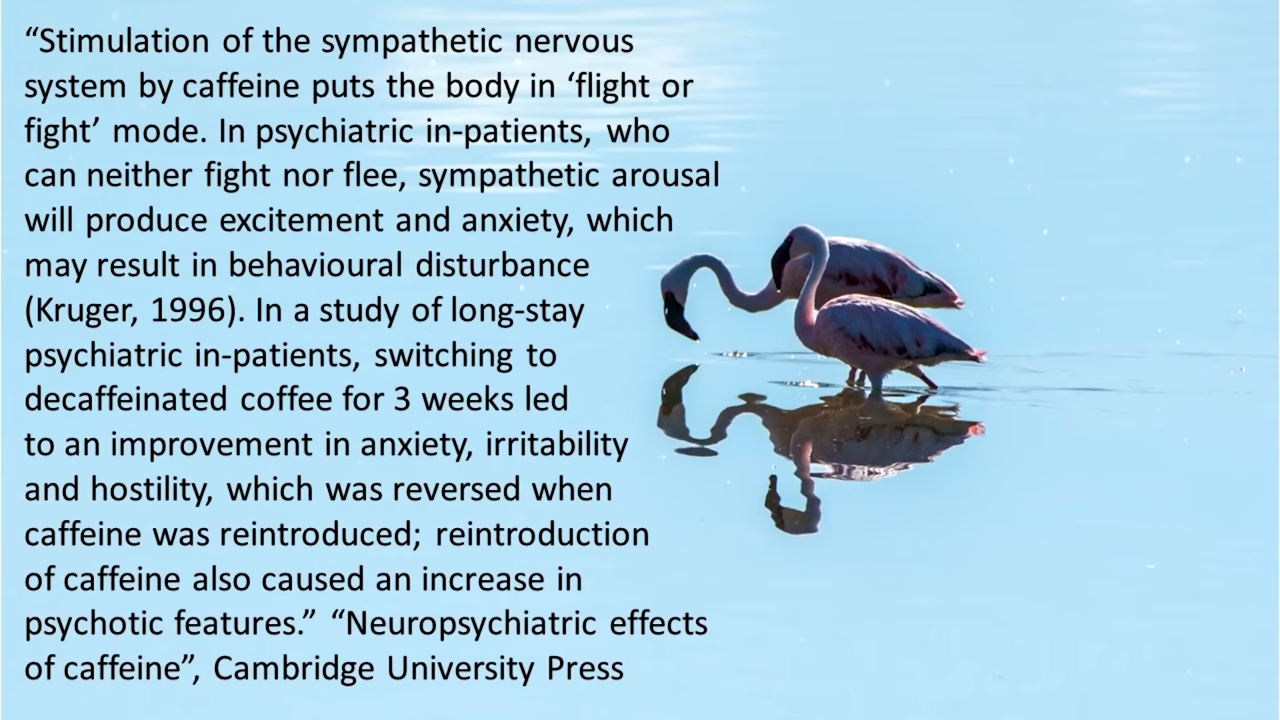 “Stimulation of the sympathetic nervous
system by caffeine puts the body in ‘flight or
fight’ mode. In psychiatric in-patients, who
can neither fight nor flee, sympathetic arousal
will produce excitement and anxiety, which
may result in behavioural disturbance
(Kruger, 1996). In a study of long-stay
psychiatric in-patients, switching to
decaffeinated coffee for 3 weeks led
to an improvement in anxiety, irritability
and hostility, which was reversed when
caffeine was reintroduced; reintroduction
of caffeine also caused an increase in
psychotic features.” “Neuropsychiatric effects
of caffeine”, Cambridge University Press